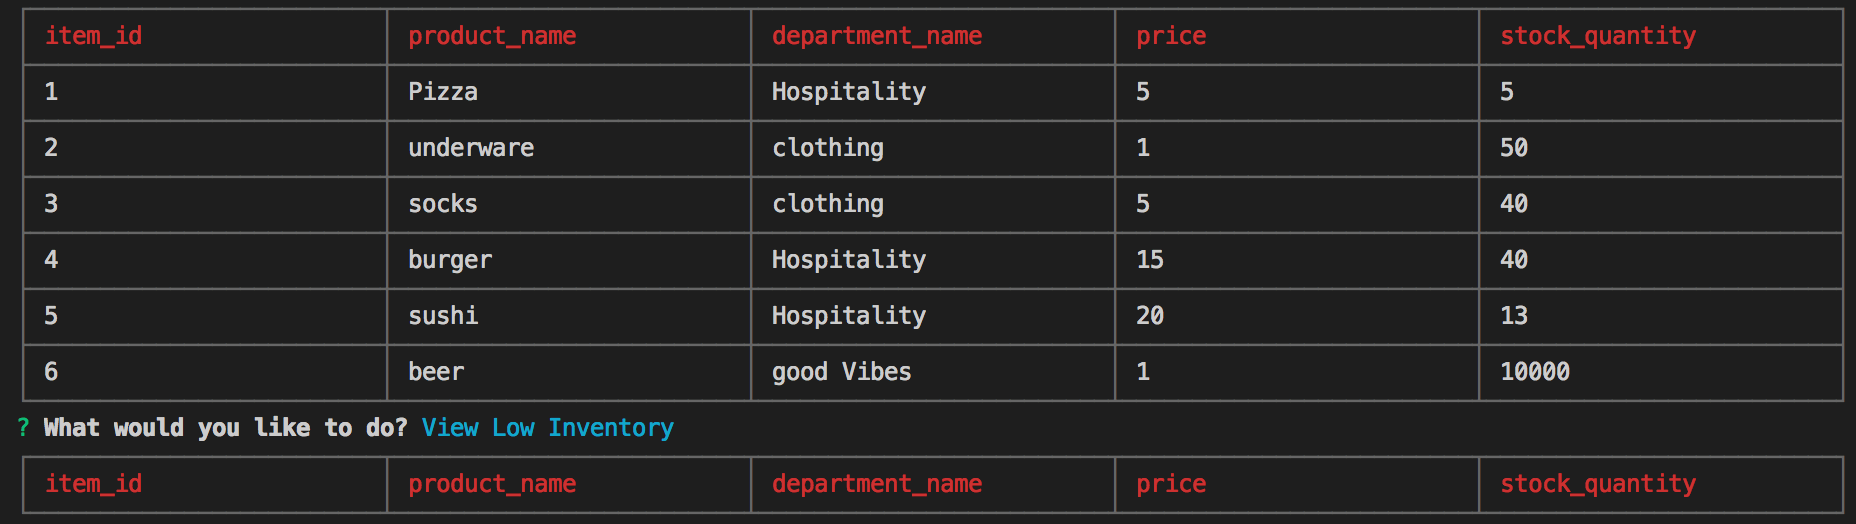 item_id product_name department_name price stock_quantity
1 Pizza Hospitality 5 5
2 underware clothing 1 50
3 socks clothing 5 40
4 burger Hospitality 15 40
5 sushi Hospitality 20 13
6 beer good Vibes 1 10000
? What would you like to do? View Low Inventory
item_id product_name department_name price stock_quantity